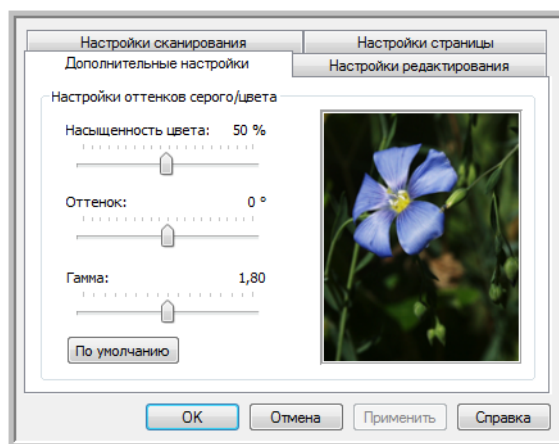 Настройки сканирования Настройки страницы
Дополнительные настройки Настройки редактирования
Настройки оттенков серого/цвета
Насыщенность цвета: 50 %
Оттенок: 0 °
Гамма: 1,80
По умолчанию
OK Отмена Применить Справка